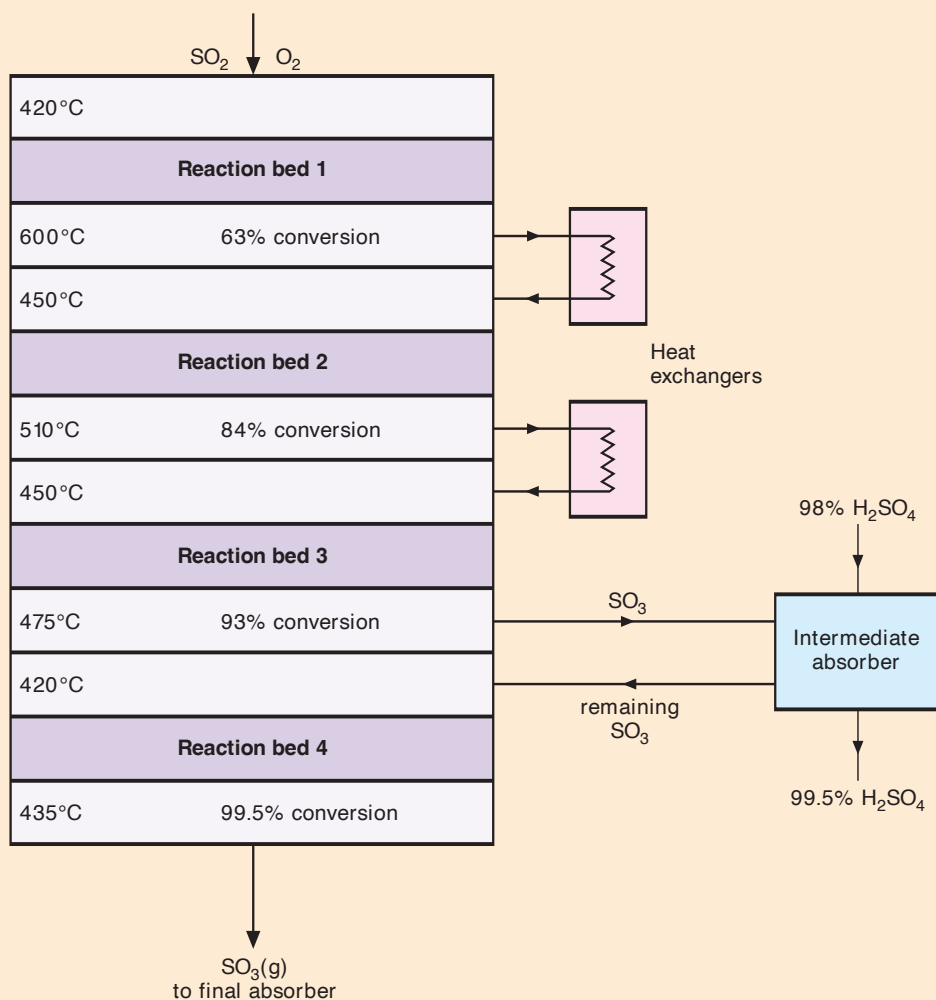 SO₂ O₂
420°C
Reaction bed 1
600°C 63% conversion
450°C
Reaction bed 2
Heat
exchangers
510°C 84% conversion
450°C
98% H₂SO₄
Reaction bed 3
475°C 93% conversion
SO₃
Intermediate
absorber
420°C
remaining
SO₃
Reaction bed 4
99.5% H₂SO₄
435°C 99.5% conversion
SO₃(g)
to final absorber